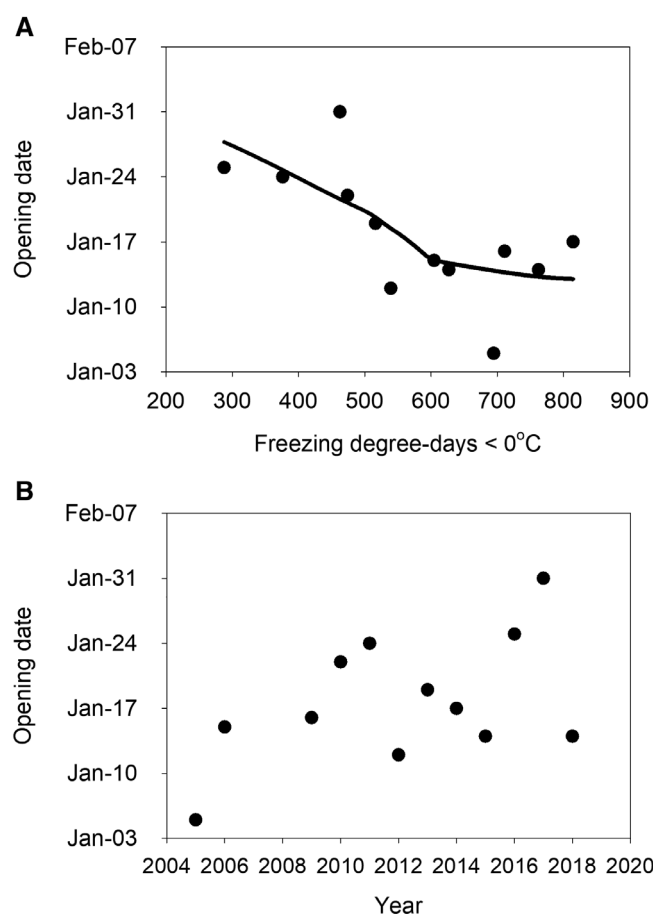 A
Opening date
Feb-07
Jan-31
Jan-24
Jan-17
Jan-10
Jan-03
200 300 400 500 600 700 800 900
Freezing degree-days < 0°C
B
Opening date
Feb-07
Jan-31
Jan-24
Jan-17
Jan-10
Jan-03
2004 2006 2008 2010 2012 2014 2016 2018 2020
Year